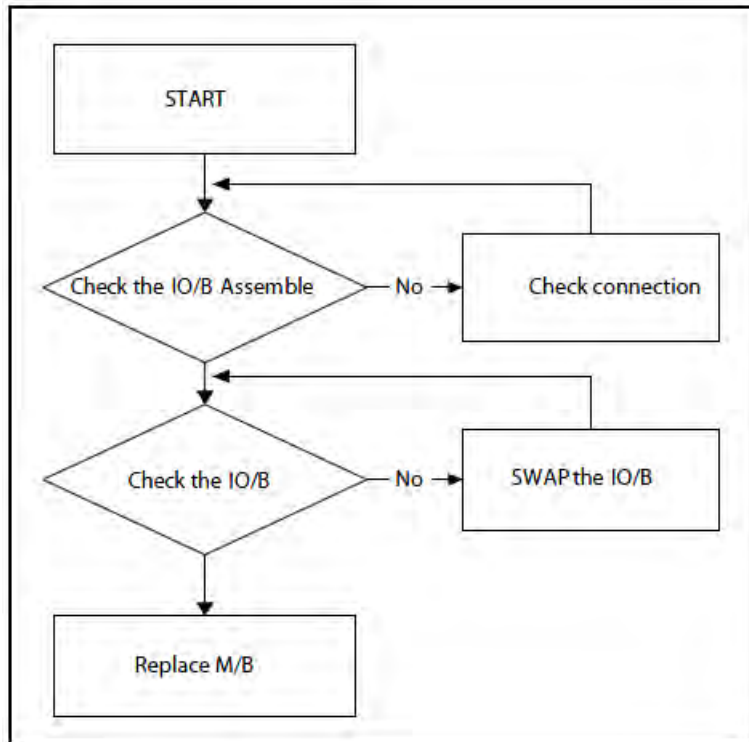 START
Check the IO/B Assemble
No
Check connection
Check the IO/B
No
SWAP the IO/B
Replace M/B